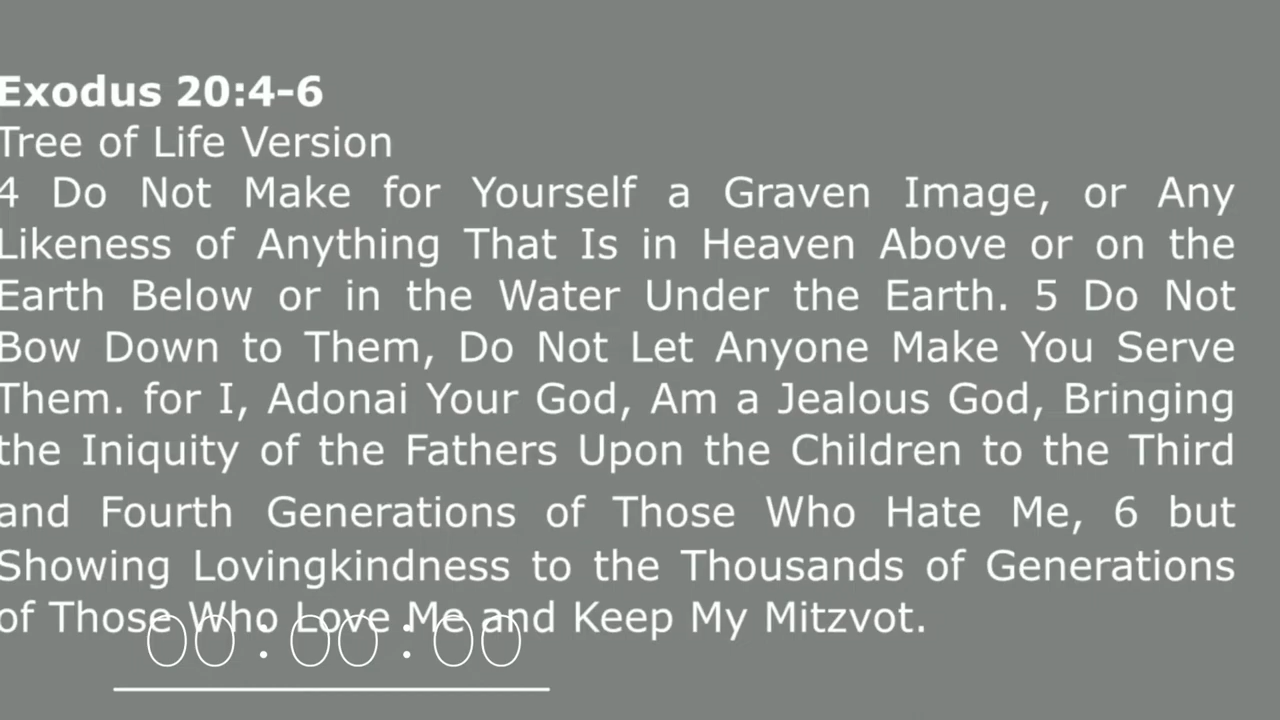 Exodus 20:4-6
Tree of Life Version
4 Do Not Make for Yourself a Graven Image, or Any
Likeness of Anything That Is in Heaven Above or on the
Earth Below or in the Water Under the Earth. 5 Do Not
Bow Down to Them, Do Not Let Anyone Make You Serve
Them. for I, Adonai Your God, Am a Jealous God, Bringing
the Iniquity of the Fathers Upon the Children to the Third
and Fourth Generations of Those Who Hate Me, 6 but
Showing Lovingkindness to the Thousands of Generations
of Those Who Love Me and Keep My Mitzvot.
00:00:00